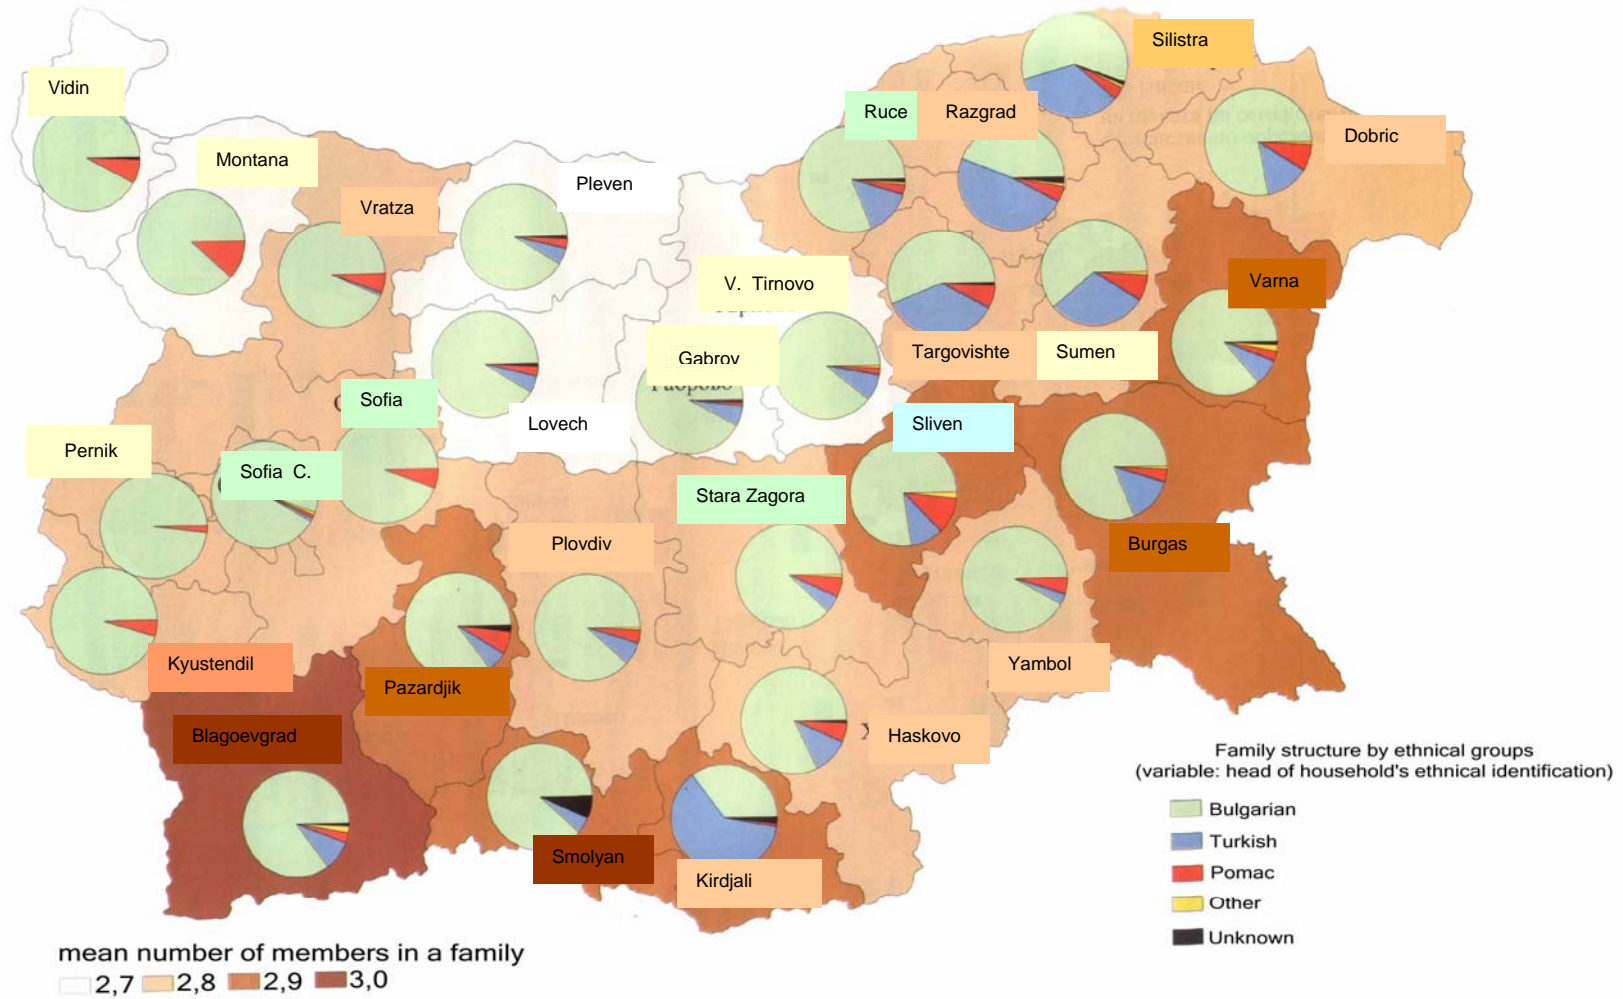 Silistra
Vidin
Ruce
Razgrad
Dobric
Montana
Pleven
Vratza
V. Tirnovo
Varna
Targovishte
Sumen
Gabrov
Sofia
Lovech
Sliven
Pernik
Sofia C.
Stara Zagora
Plovdiv
Burgas
Kyustendil
Pazardjik
Yambol
Blagoevgrad
Haskovo
Smolyan
Kirdjali
Family structure by ethnical groups
(variable: head of household's ethnical identification)
Bulgarian
Turkish
Pomac
Other
Unknown
mean number of members in a family
2,7 2,8 2,9 3,0